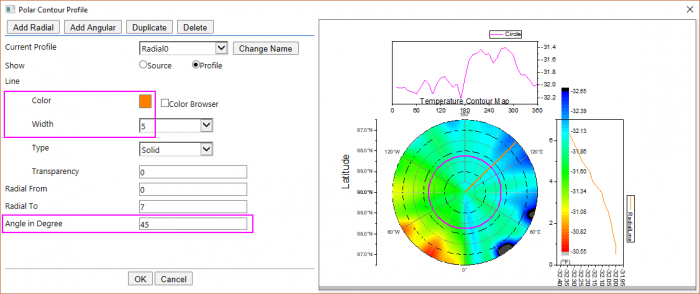 Polar Contour Profile
Add Radial Add Angular Duplicate Delete
Current Profile Radial0 Change Name
Show Source Profile
Line
Color Color Browser
Width 5
Type Solid
Transparency 0
Radial From 0
Radial To 7
Angle in Degree 45
OK Cancel
Circle
-31.4
-31.6
-31.8
-32.0
-32.2
0 60 120 180 240 300 360
Temperature Contour Map
180°
120°W 120°E
60°W 60°E
0°
Latitude
87.0°N
88.0°N
89.0°N
90.0°N
89.0°N
88.0°N
87.0°N
-32.65
-32.39
-32.13
-31.86
-31.60
-31.34
-31.08
-30.82
-30.55
(°F)
6
4
2
0
-32.40
-32.35
-32.30
-32.25
-32.20
-32.15
-32.10
-32.05
-32.00
-31.95